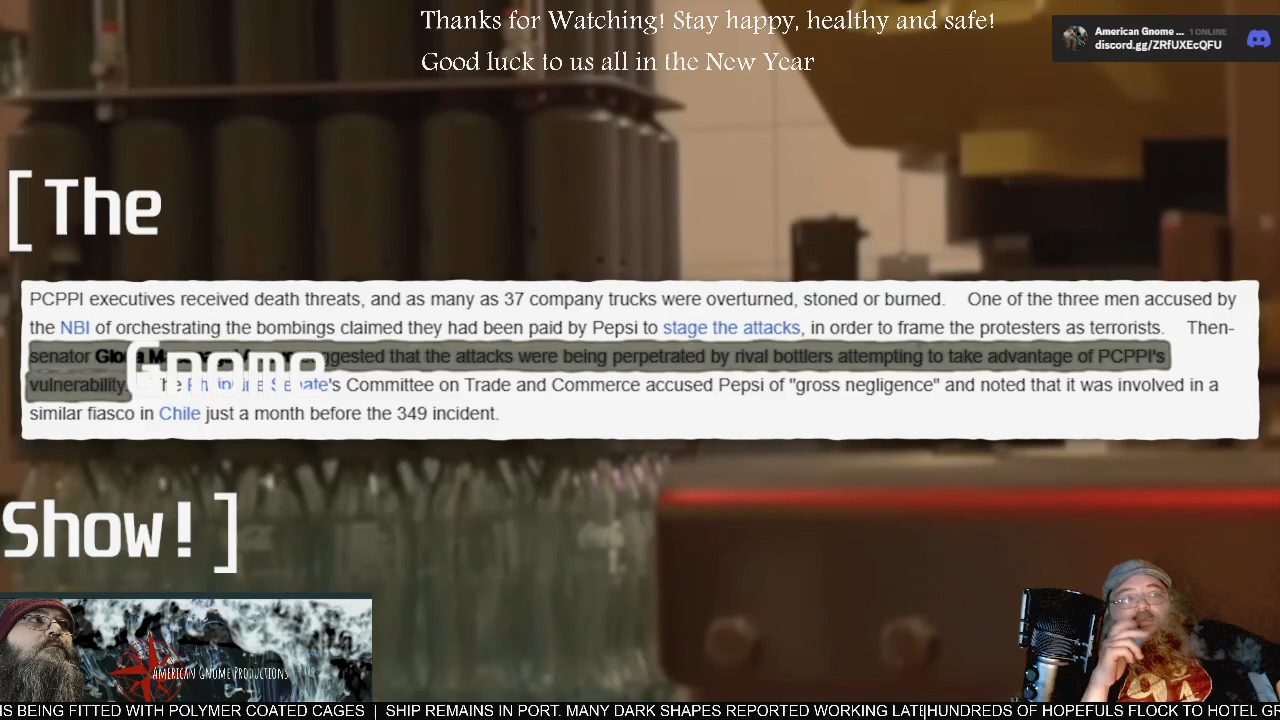 Thanks for Watching! Stay happy, healthy and safe!
Good luck to us all in the New Year
American Gnome ... 1 ONLINE
discord.gg/ZRfUXEcQFU
[The
PCPPI executives received death threats, and as many as 37 company trucks were overturned, stoned or burned. One of the three men accused by
the NBI of orchestrating the bombings claimed they had been paid by Pepsi to stage the attacks, in order to frame the protesters as terrorists. Then-
senator that the attacks were being perpetrated by rival bottlers attempting to take advantage of PCPPI's
Gnome
vulnerability. Philippine Senate's Committee on Trade and Commerce accused Pepsi of "gross negligence" and noted that it was involved in a
similar fiasco in Chile just a month before the 349 incident.
Show!]
AMERICAN GNOME PRODUCTIONS
IS BEING FITTED WITH POLYMER COATED CAGES | SHIP REMAINS IN PORT. MANY DARK SHAPES REPORTED WORKING LATE|HUNDREDS OF HOPEFULS FLOCK TO HOTEL GR